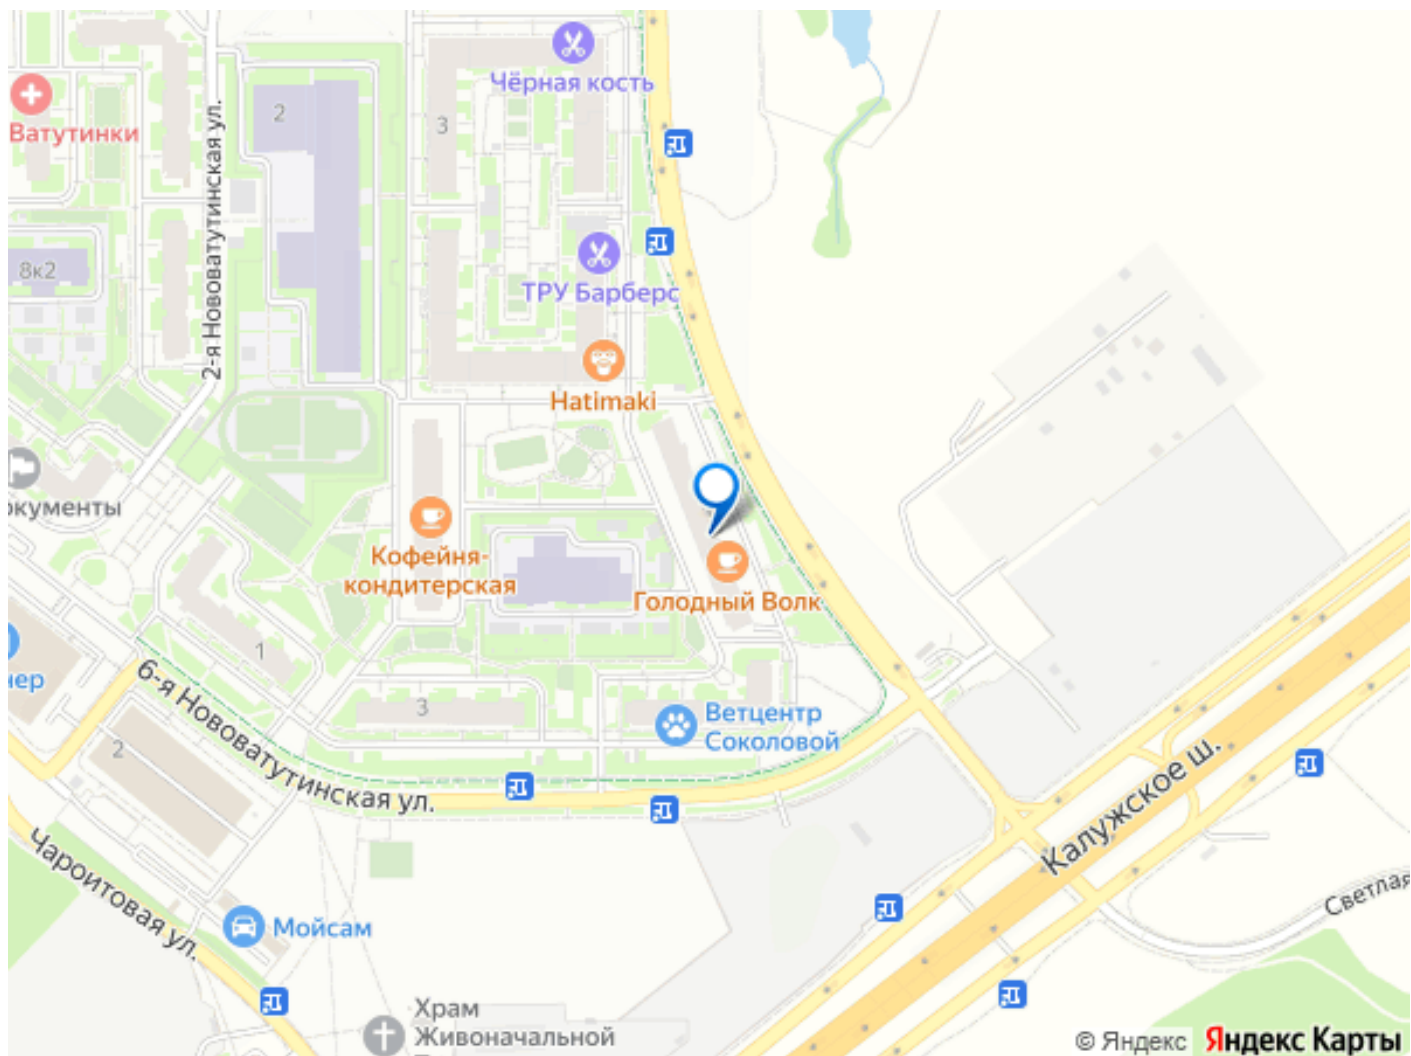 Чёрная кость
2
3
Ватутинки
2-я Нововатутинская ул.
8к2
ТРУ Барберс
Hatimaki
окументы
Кофейня-
кондитерская
Голодный Волк
1
нер
6-я Нововатутинская ул.
3
Ветцентр
Соколовой
2
Калужское ш.
Чароитовая ул.
Светлая
Мойсам
Храм
Живоначальной
© Яндекс Яндекс Карты